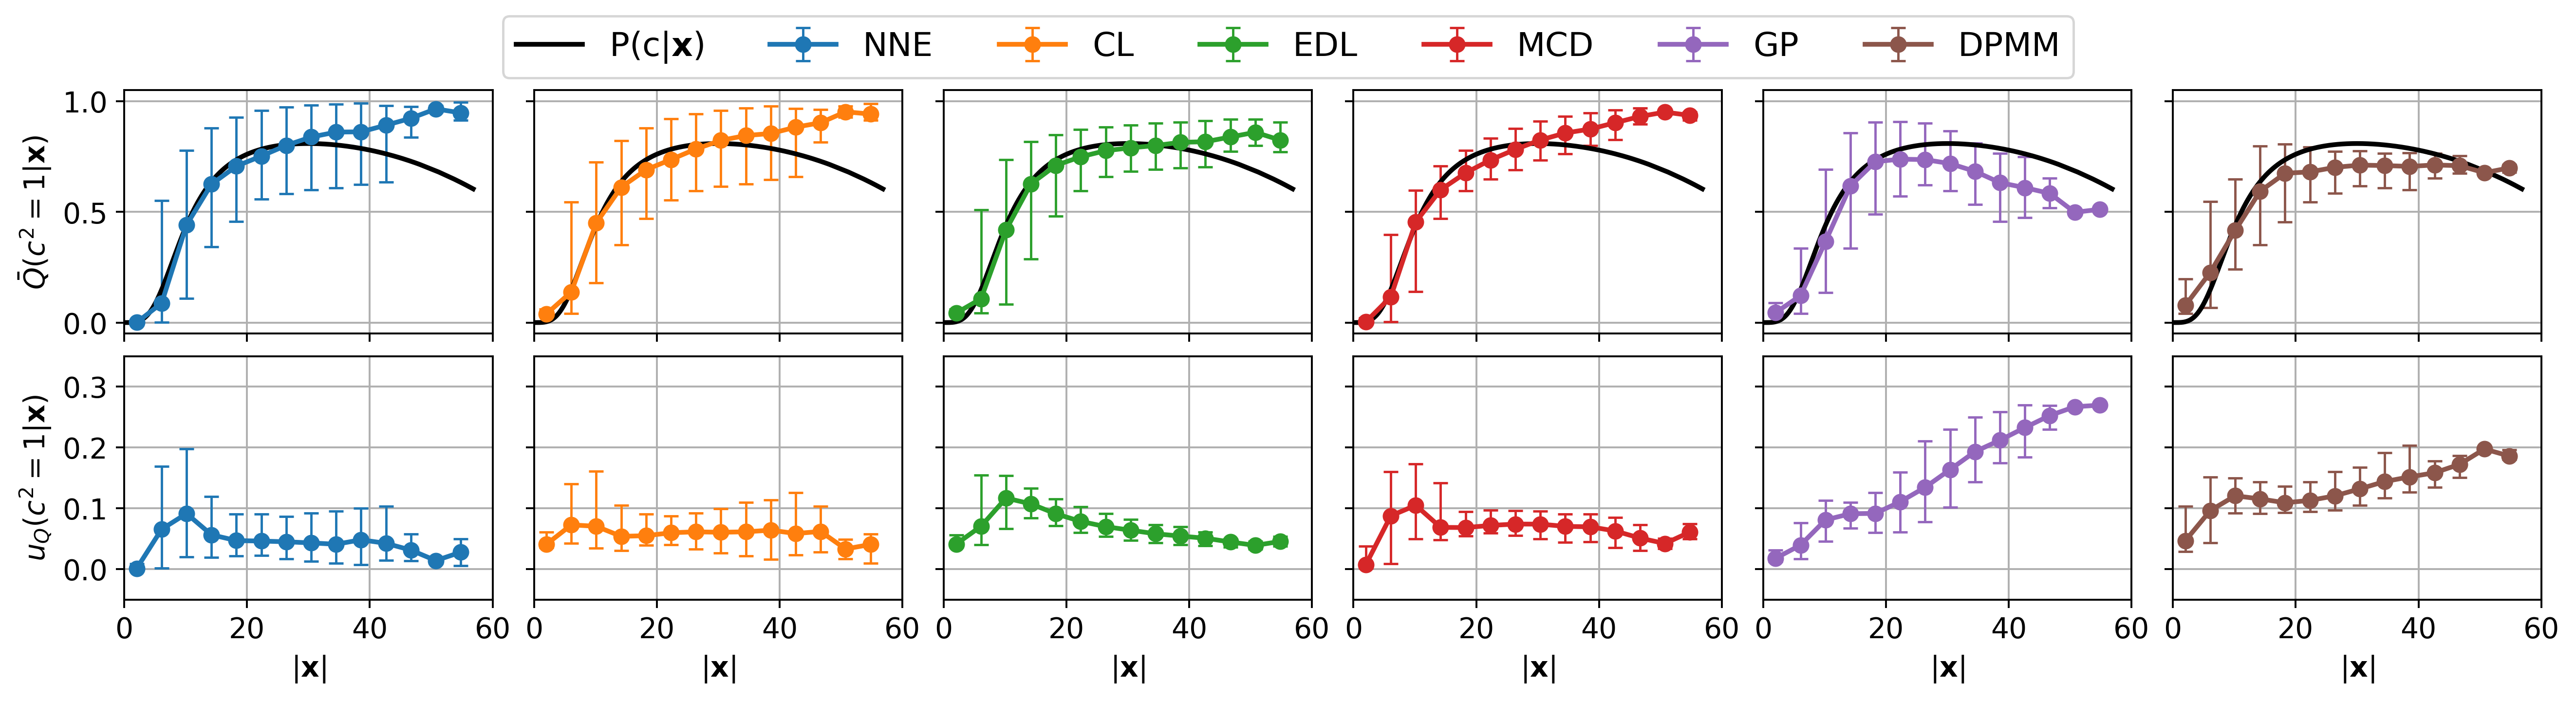 P(c|x) NNE CL EDL MCD GP DPMM
Q̄(c² = 1|x)
1.0
0.5
0.0
u_Q(c² = 1|x)
0.3
0.2
0.1
0.0
0 20 40 60 0 20 40 60 0 20 40 60 0 20 40 60 0 20 40 60 0 20 40 60
|x| |x| |x| |x| |x| |x|